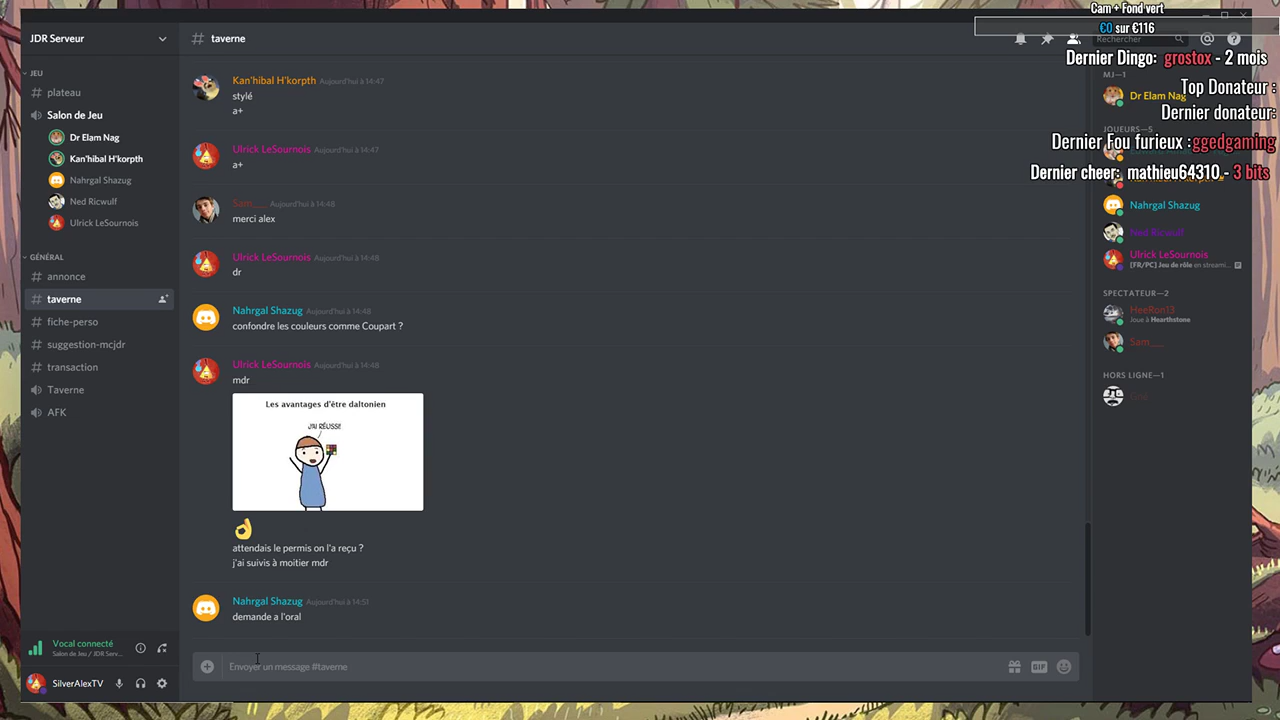 JDR Serveur
JEU
plateau
Salon de Jeu
Dr Elam Nag
Kan'hibal H'korpth
Nahrgal Shazug
Ned Ricwulf
Ulrick LeSournois
GÉNÉRAL
annonce
taverne
fiche-perso
suggestion-mcjdr
transaction
Taverne
AFK
Vocal connecté
Salon de Jeu / JDR Serv...
SilverAlexTV
taverne
Kan'hibal H'korpth Aujourd'hui à 14:47
stylé
a+
Ulrick LeSournois Aujourd'hui à 14:47
a+
Sam___ Aujourd'hui à 14:48
merci alex
Ulrick LeSournois Aujourd'hui à 14:48
dr
Nahrgal Shazug Aujourd'hui à 14:48
confondre les couleurs comme Coupart ?
Ulrick LeSournois Aujourd'hui à 14:48
mdr
Les avantages d'être daltonien
J'AI RÉUSSI!
attendais le permis on l'a reçu ?
j'ai suivis à moitier mdr
Nahrgal Shazug Aujourd'hui à 14:51
demande a l'oral
Envoyer un message #taverne
GIF
Cam + Fond vert
€0 sur €116
Rechercher
Dernier Dingo: grostox - 2 mois
MJ—1
Top Donateur :
Dr Elam Nag
Dernier donateur:
JOUEURS—5
Dernier Fou furieux :ggedgaming
Dernier cheer: mathieu64310 - 3 bits
Nahrgal Shazug
Ned Ricwulf
Ulrick LeSournois
[FR/PC] Jeu de rôle en streami...
SPECTATEUR—2
HeeRon13
Joue à Hearthstone
Sam___
HORS LIGNE—1